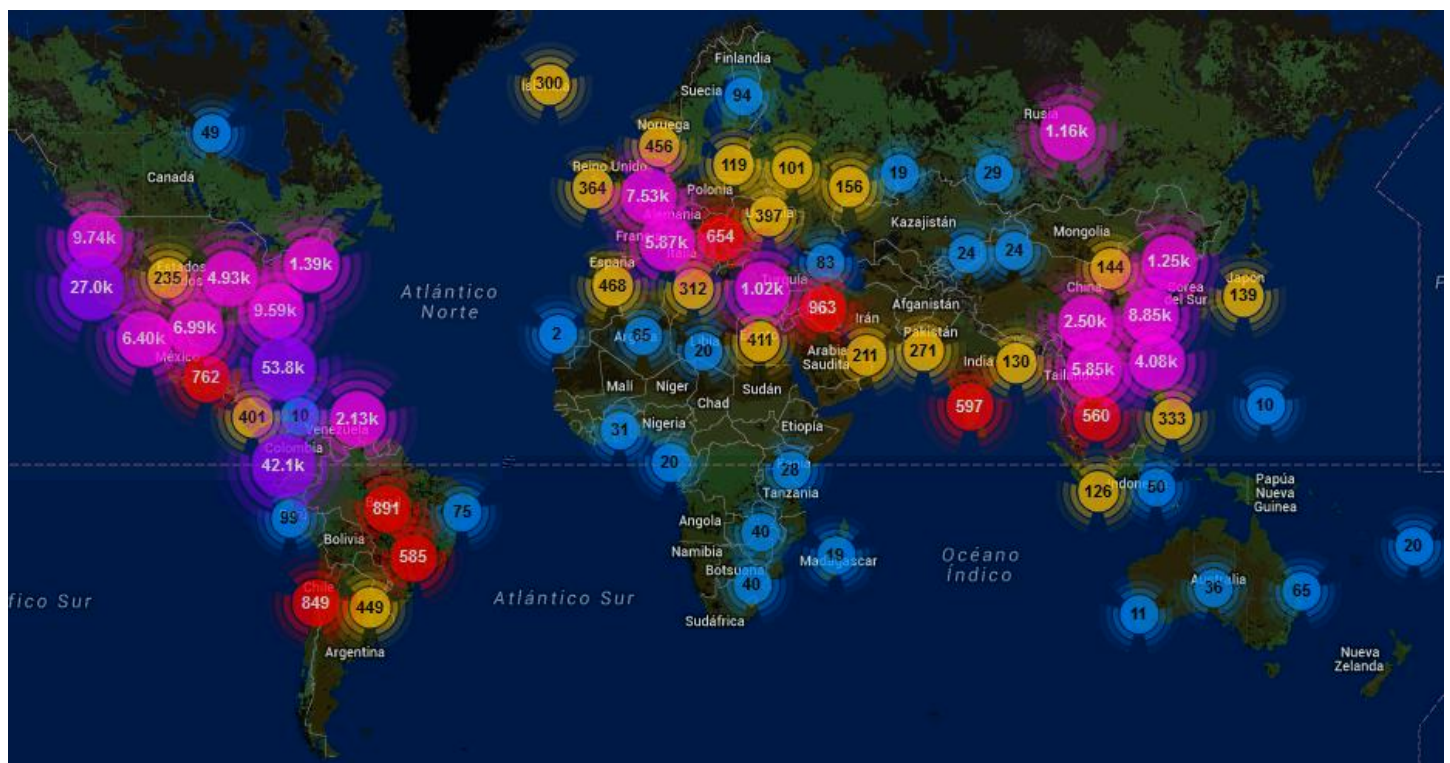 Finlandia
300
Suecia
94
Rusia
1.16k
49
Noruega
456
119
101
Reino Unido
364
7.53k
Polonia
156
19
29
Canadá
Alemania
397
9.74k
5.87k
654
Kazajistán
Mongolia
1.39k
España
24
24
235
4.93k
83
144
1.25k
27.0k
468
312
1.02k
Turquía
China
Corea
del Sur
Japón
139
Atlántico
Norte
9.59k
963
Afganistán
Irán
2.50k
8.85k
6.40k
6.99k
2
65
20
411
Pakistán
México
Arabia
Saudita
211
271
India
130
4.08k
762
53.8k
5.85k
Malí
Níger
Sudán
Chad
597
560
333
10
401
10
2.13k
Venezuela
31
Nigeria
Etiopía
Colombia
42.1k
20
28
Tanzania
126
50
Papúa
Nueva
Guinea
99
891
75
Angola
40
Bolivia
585
Namibia
Botsuana
19
Madagascar
Océano
Índico
20
Chile
849
449
40
36
Australia
65
11
fico Sur
Atlántico Sur
Sudáfrica
Argentina
Nueva
Zelanda